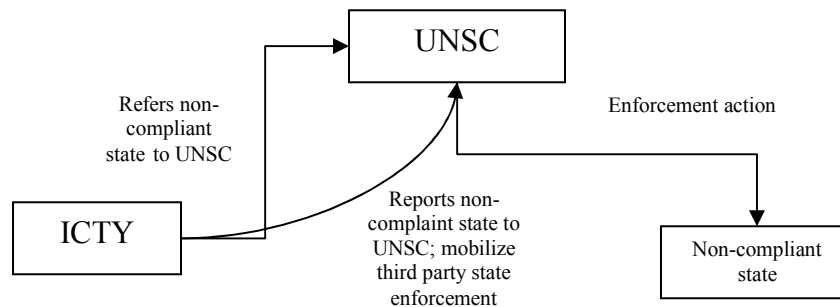 UNSC
Refers non-
compliant
state to UNSC
Enforcement action
ICTY
Reports non-
complaint state to
UNSC; mobilize
third party state
enforcement
Non-compliant
state